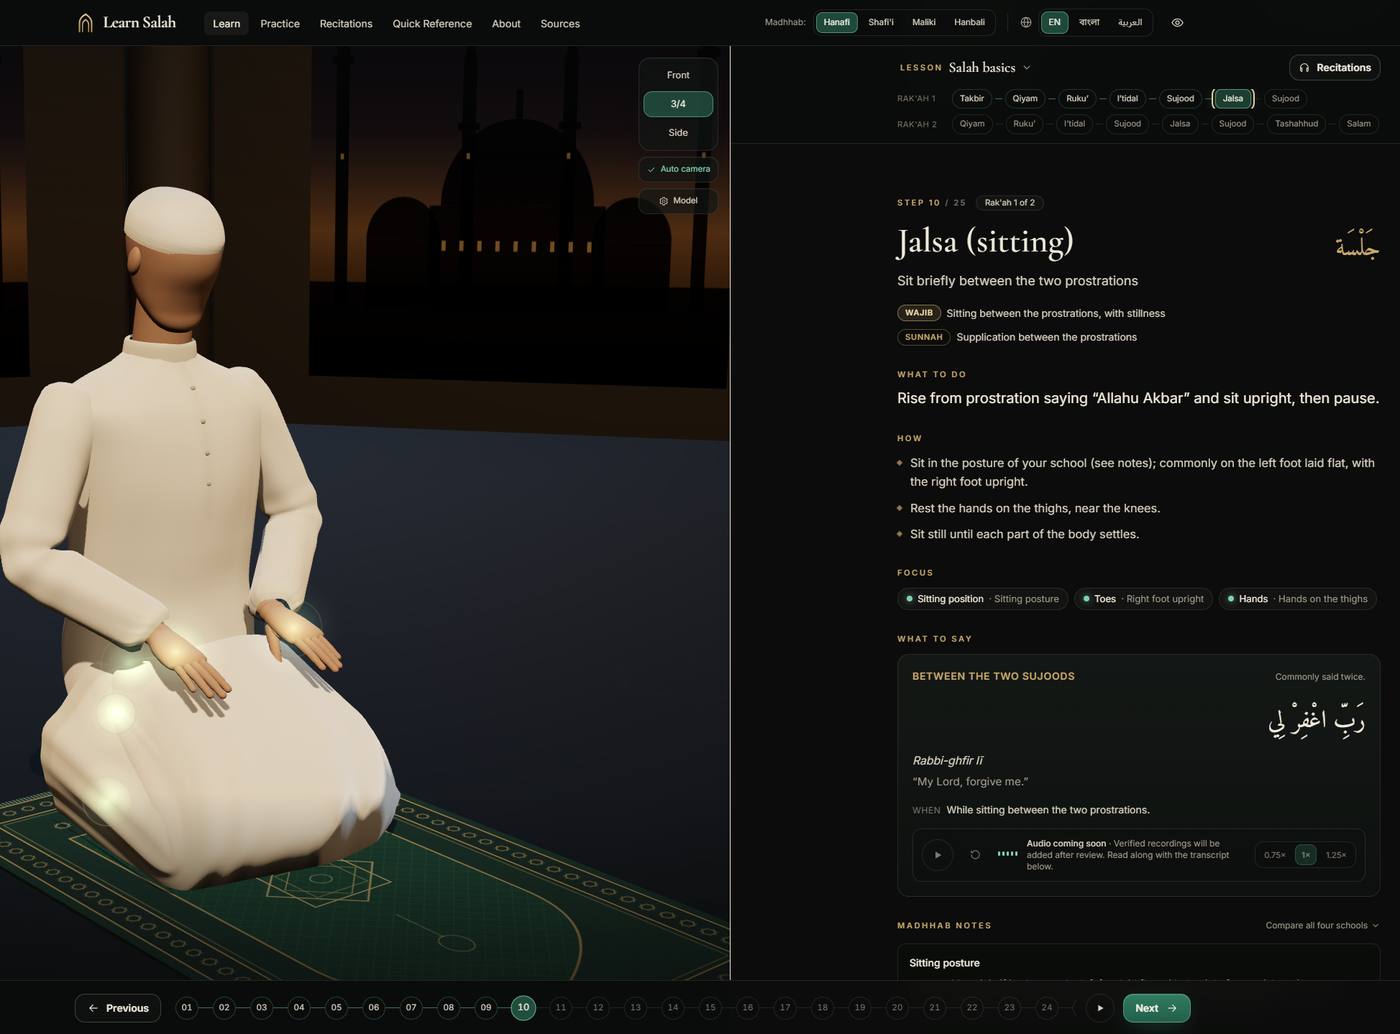 Learn Salah
Learn
Practice
Recitations
Quick Reference
About
Sources
Madhhab:
Hanafi
Shafi'i
Maliki
Hanbali
EN
বাংলা
العربية
Front
3/4
Side
Auto camera
Model
LESSON Salah basics
Recitations
RAK'AH 1 Takbir Qiyam Ruku' I'tidal Sujood Jalsa Sujood
RAK'AH 2 Qiyam Ruku' I'tidal Sujood Jalsa Sujood Tashahhud Salam
STEP 10 / 25 Rak'ah 1 of 2
Jalsa (sitting)
جَلْسَة
Sit briefly between the two prostrations
WAJIB Sitting between the prostrations, with stillness
SUNNAH Supplication between the prostrations
WHAT TO DO
Rise from prostration saying “Allahu Akbar” and sit upright, then pause.
HOW
Sit in the posture of your school (see notes); commonly on the left foot laid flat, with
the right foot upright.
Rest the hands on the thighs, near the knees.
Sit still until each part of the body settles.
FOCUS
Sitting position · Sitting posture
Toes · Right foot upright
Hands · Hands on the thighs
WHAT TO SAY
BETWEEN THE TWO SUJOODS
Commonly said twice.
رَبِّ اغْفِرْ لِي
Rabbi-ghfir lī
“My Lord, forgive me.”
WHEN While sitting between the two prostrations.
Audio coming soon · Verified recordings will be
added after review. Read along with the transcript
below.
0.75× 1× 1.25×
MADHHAB NOTES
Compare all four schools
Sitting posture
Previous
01 02 03 04 05 06 07 08 09 10 11 12 13 14 15 16 17 18 19 20 21 22 23 24
Next